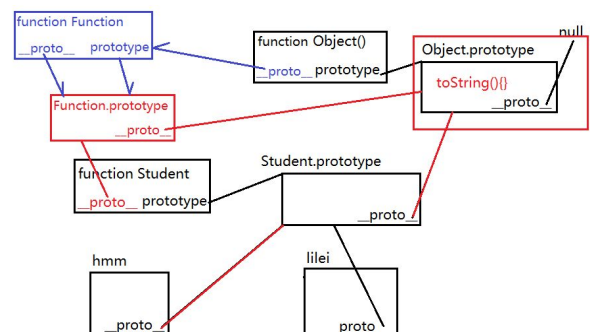 function Function
__proto__ prototype
function Object()
__proto__ prototype
null
Object.prototype
toString(){}
__proto__
Function.prototype
__proto__
function Student
__proto__ prototype
Student.prototype
__proto__
hmm
__proto__
lilei
proto